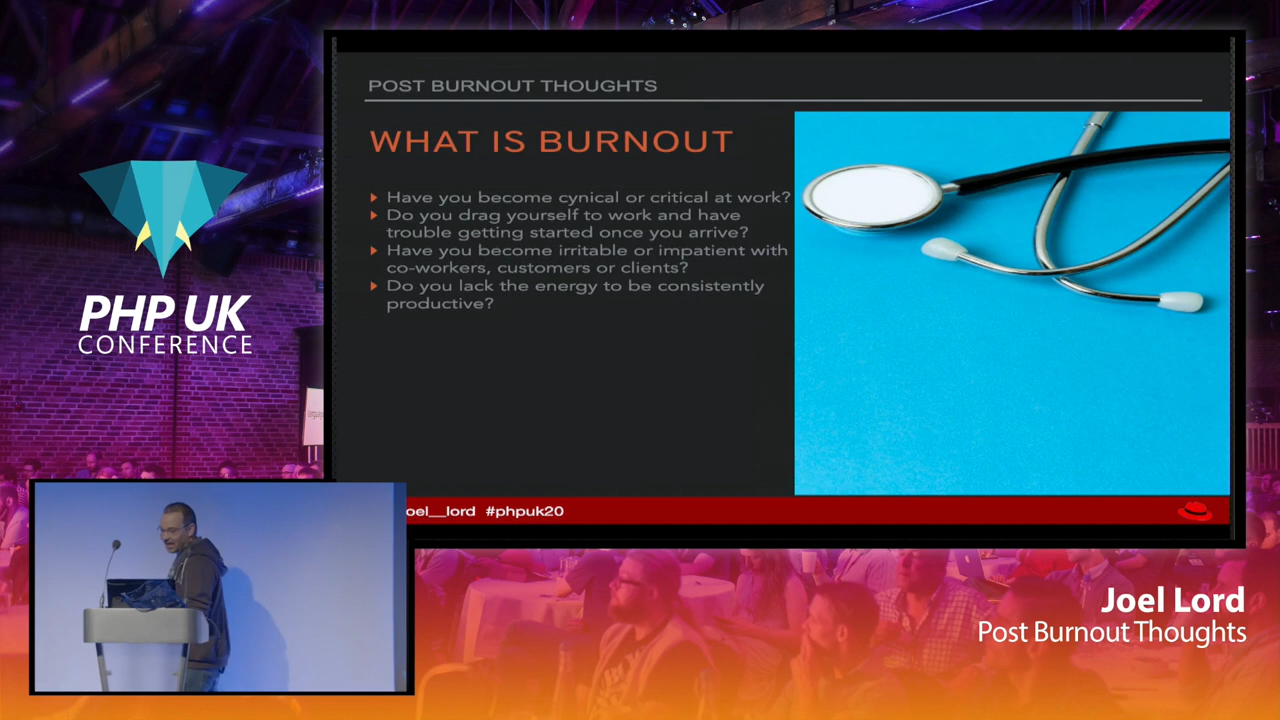 POST BURNOUT THOUGHTS
WHAT IS BURNOUT
Have you become cynical or critical at work?
Do you drag yourself to work and have
trouble getting started once you arrive?
Have you become irritable or impatient with
co-workers, customers or clients?
Do you lack the energy to be consistently
productive?
oel__lord #phpuk20
PHP UK
CONFERENCE
Joel Lord
Post Burnout Thoughts